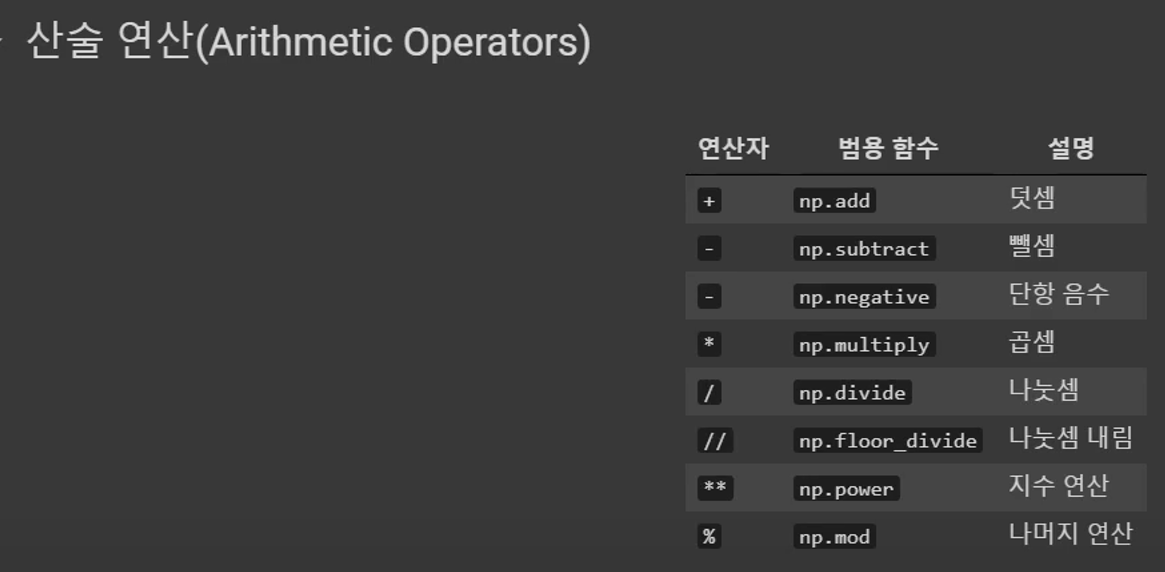 산술 연산(Arithmetic Operators)
연산자 범용 함수 설명
+ np.add 덧셈
- np.subtract 뺄셈
- np.negative 단항 음수
* np.multiply 곱셈
/ np.divide 나눗셈
// np.floor_divide 나눗셈 내림
** np.power 지수 연산
% np.mod 나머지 연산